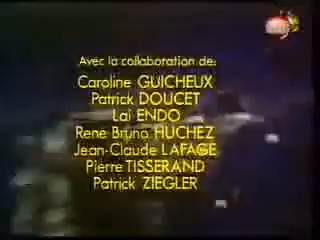 Avec la collaboration de:
Caroline GUICHEUX
Patrick DOUCET
Lai ENDO
Rene Bruno HUCHEZ
Jean-Claude LAFAGE
Pierre TISSERAND
Patrick ZIEGLER